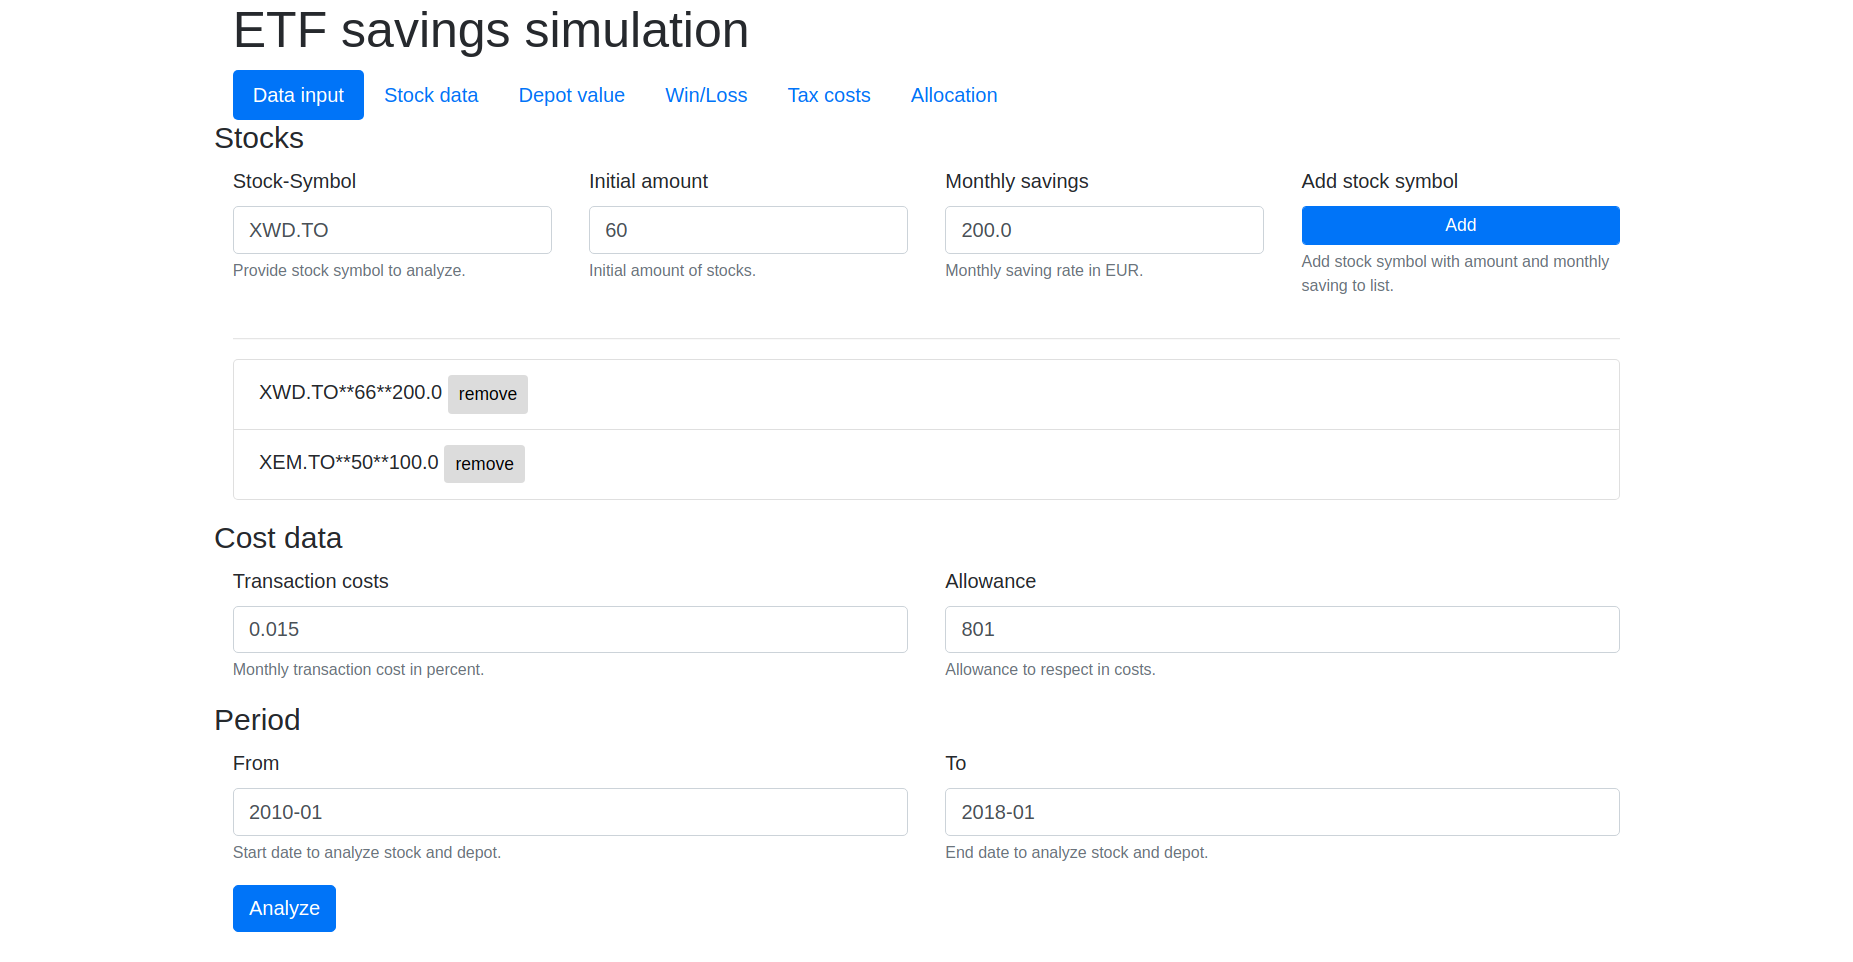 ETF savings simulation
Data input Stock data Depot value Win/Loss Tax costs Allocation
Stocks
Stock-Symbol Initial amount Monthly savings Add stock symbol
XWD.TO 60 200.0 Add
Provide stock symbol to analyze. Initial amount of stocks. Monthly saving rate in EUR. Add stock symbol with amount and monthly
saving to list.
XWD.TO**66**200.0 remove
XEM.TO**50**100.0 remove
Cost data
Transaction costs Allowance
0.015 801
Monthly transaction cost in percent. Allowance to respect in costs.
Period
From To
2010-01 2018-01
Start date to analyze stock and depot. End date to analyze stock and depot.
Analyze